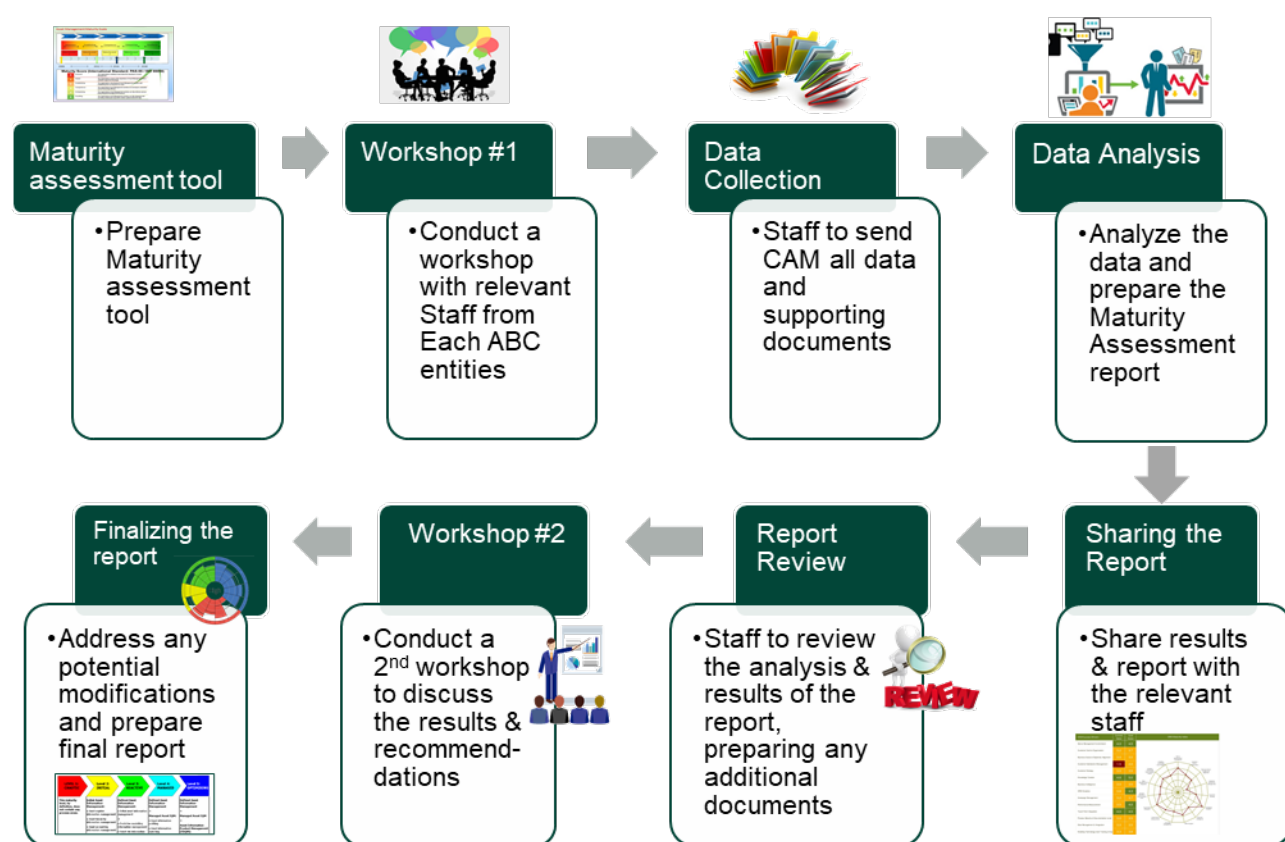 Maturity
assessment tool
•Prepare
Maturity
assessment
tool
Workshop #1
•Conduct a
workshop
with relevant
Staff from
Each ABC
entities
Data
Collection
•Staff to send
CAM all data
and
supporting
documents
Data Analysis
•Analyze the
data and
prepare the
Maturity
Assessment
report
Sharing the
Report
•Share results
& report with
the relevant
staff
Report
Review
•Staff to review
the analysis &
results of the
report,
preparing any
additional
documents
REVIEW
Workshop #2
•Conduct a
2nd workshop
to discuss
the results &
recommend-
dations
Finalizing the
report
•Address any
potential
modifications
and prepare
final report